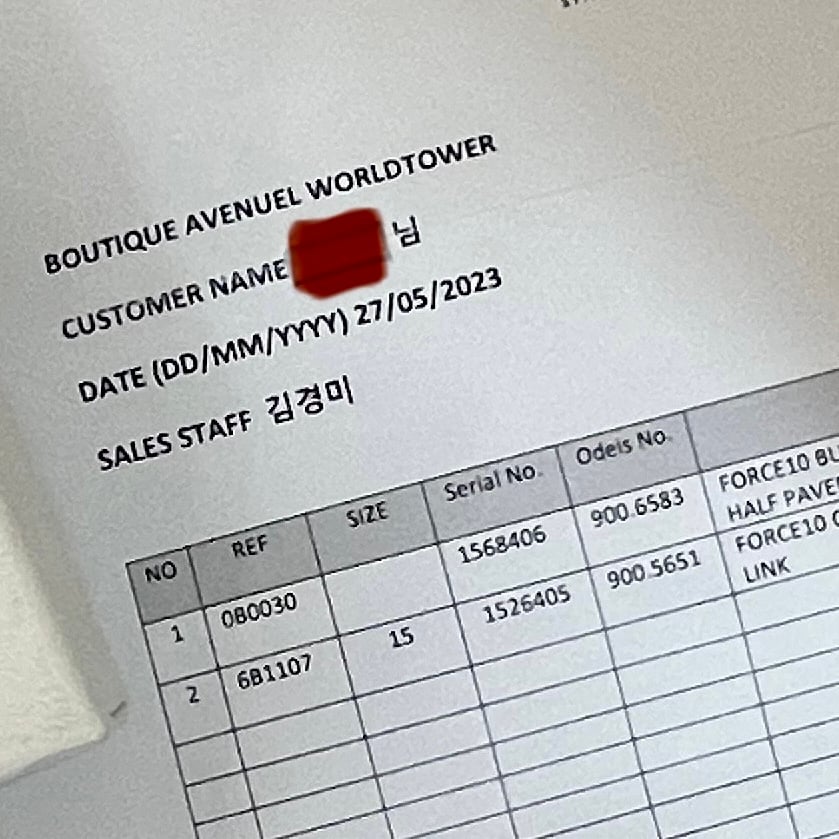 BOUTIQUE AVENUEL WORLDTOWER
CUSTOMER NAME 님
DATE (DD/MM/YYYY) 27/05/2023
SALES STAFF 김경미
NO REF SIZE Serial No. Odeis No.
1 0B0030 1568406 900.6583 FORCE10
HALF
2 6B1107 15 1526405 900.5651 FORCE10
LINK